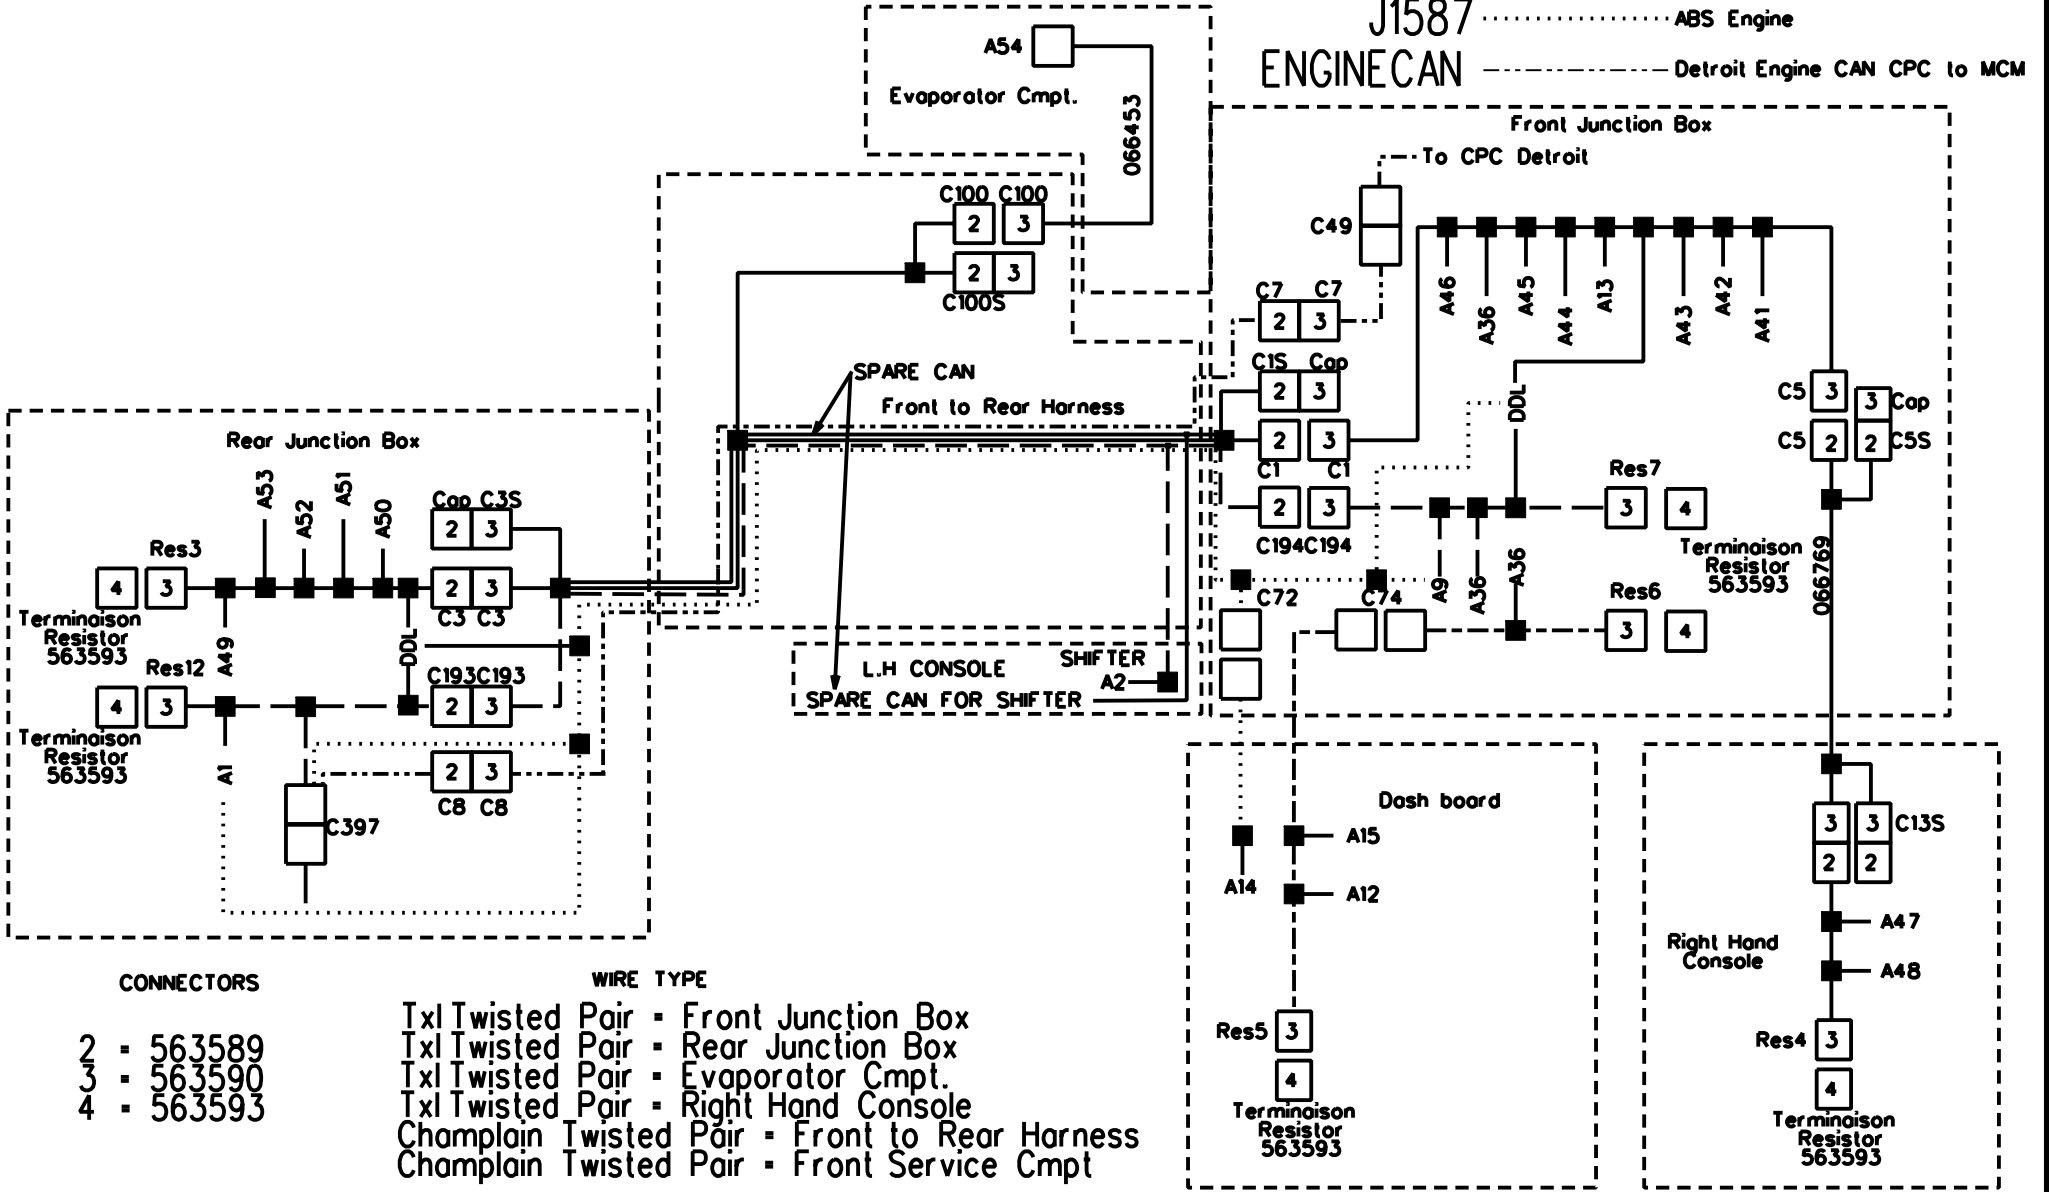 J1587 ABS Engine
ENGINECAN Detroit Engine CAN CPC to MCM
A54
Evaporator Cmpt.
066453
Front Junction Box
To CPC Detroit
C49
C100 C100
2 3
2 3
C100S
A46
A36
A45
A44
A13
A43
A42
A41
C7 C7
2 3
C1S Cap
2 3
2 3
C1 C1
2 3
C194 C194
SPARE CAN
Front to Rear Harness
DDL
C5 3
3 Cap
C5 2
2 C5S
Res7
3 4
Terminaison
Resistor
563593
066769
A9
A36
A36
C72
C74
Res6
3 4
Rear Junction Box
A53
A52
A51
A50
Cap C3S
2 3
Res3
4 3
2 3
C3 C3
Terminaison
Resistor
563593
A49
DDL
Res12
C193 C193
4 3
2 3
Terminaison
Resistor
563593
A1
2 3
C8 C8
C397
L.H CONSOLE
SHIFTER
A2
SPARE CAN FOR SHIFTER
Dash board
A15
A14
A12
Res5 3
4
Terminaison
Resistor
563593
3 3 C13S
2 2
A47
Right Hand
Console
A48
Res4 3
4
Terminaison
Resistor
563593
CONNECTORS
2 - 563589
3 - 563590
4 - 563593
WIRE TYPE
Txl Twisted Pair - Front Junction Box
Txl Twisted Pair - Rear Junction Box
Txl Twisted Pair - Evaporator Cmpt.
Txl Twisted Pair - Right Hand Console
Champlain Twisted Pair - Front to Rear Harness
Champlain Twisted Pair - Front Service Cmpt